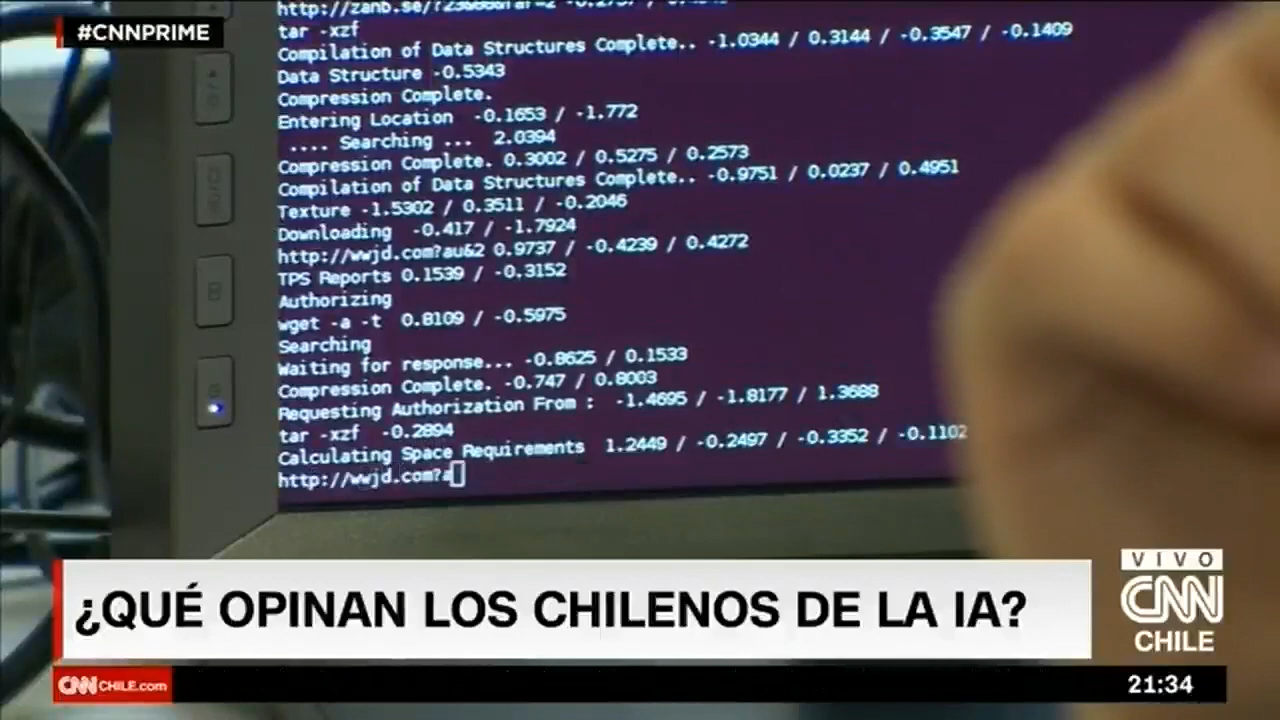 #CNNPRIME
tar -xzf
Compilation of Data Structures Complete.. -1.0344 / 0.3144 / -0.3547 / -0.1409
Data Structure -0.5343
Compression Complete.
Entering Location -0.1653 / -1.772
.... Searching ... 2.0394
Compression Complete. 0.3002 / 0.5275 / 0.2573
Compilation of Data Structures Complete.. -0.9751 / 0.0237 / 0.4951
Texture -1.5302 / 0.3511 / -0.2046
Downloading -0.417 / -1.7924
http://wwjd.com?au&2 0.9737 / -0.4239 / 0.4272
TPS Reports 0.1539 / -0.3152
Authorizing
wget -a -t 0.8109 / -0.5975
Searching
Waiting for response... -0.8625 / 0.1533
Compression Complete. -0.747 / 0.8003
Requesting Authorization From : -1.4695 / -1.8177 / 1.3688
tar -xzf -0.2894
Calculating Space Requirements 1.2449 / -0.2497 / -0.3352 / -0.1102
http://wwjd.com?a
¿QUÉ OPINAN LOS CHILENOS DE LA IA?
VIVO
CNN
CHILE
CNNCHILE.com
21:34